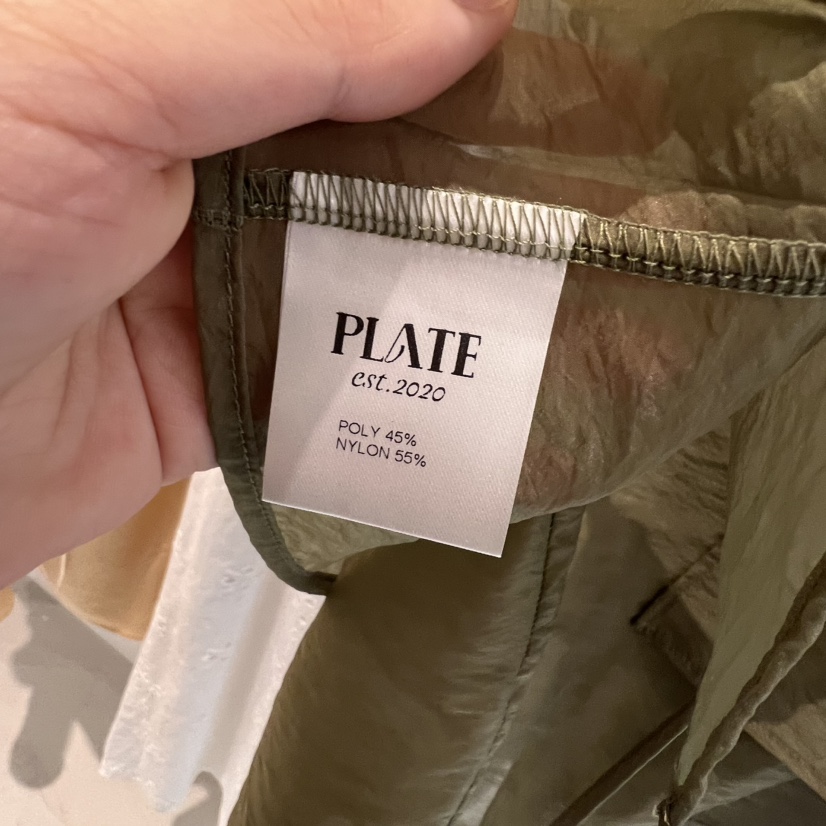 PLATE
est.2020
POLY 45%
NYLON 55%